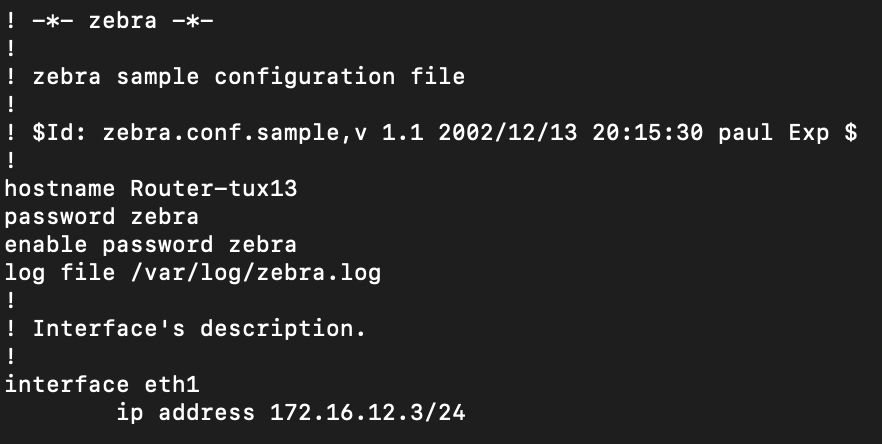 ! -*- zebra -*-
!
! zebra sample configuration file
!
! $Id: zebra.conf.sample,v 1.1 2002/12/13 20:15:30 paul Exp $
!
hostname Router-tux13
password zebra
enable password zebra
log file /var/log/zebra.log
!
! Interface's description.
!
interface eth1
        ip address 172.16.12.3/24